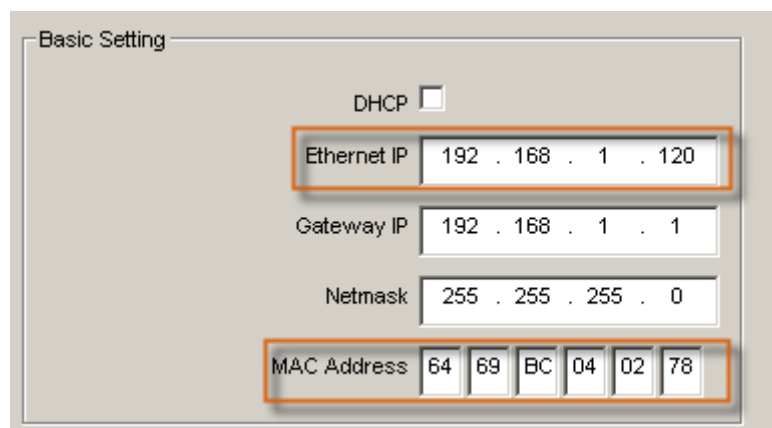 Basic Setting
DHCP
Ethernet IP 192 . 168 . 1 . 120
Gateway IP 192 . 168 . 1 . 1
Netmask 255 . 255 . 255 . 0
MAC Address 64 69 BC 04 02 78